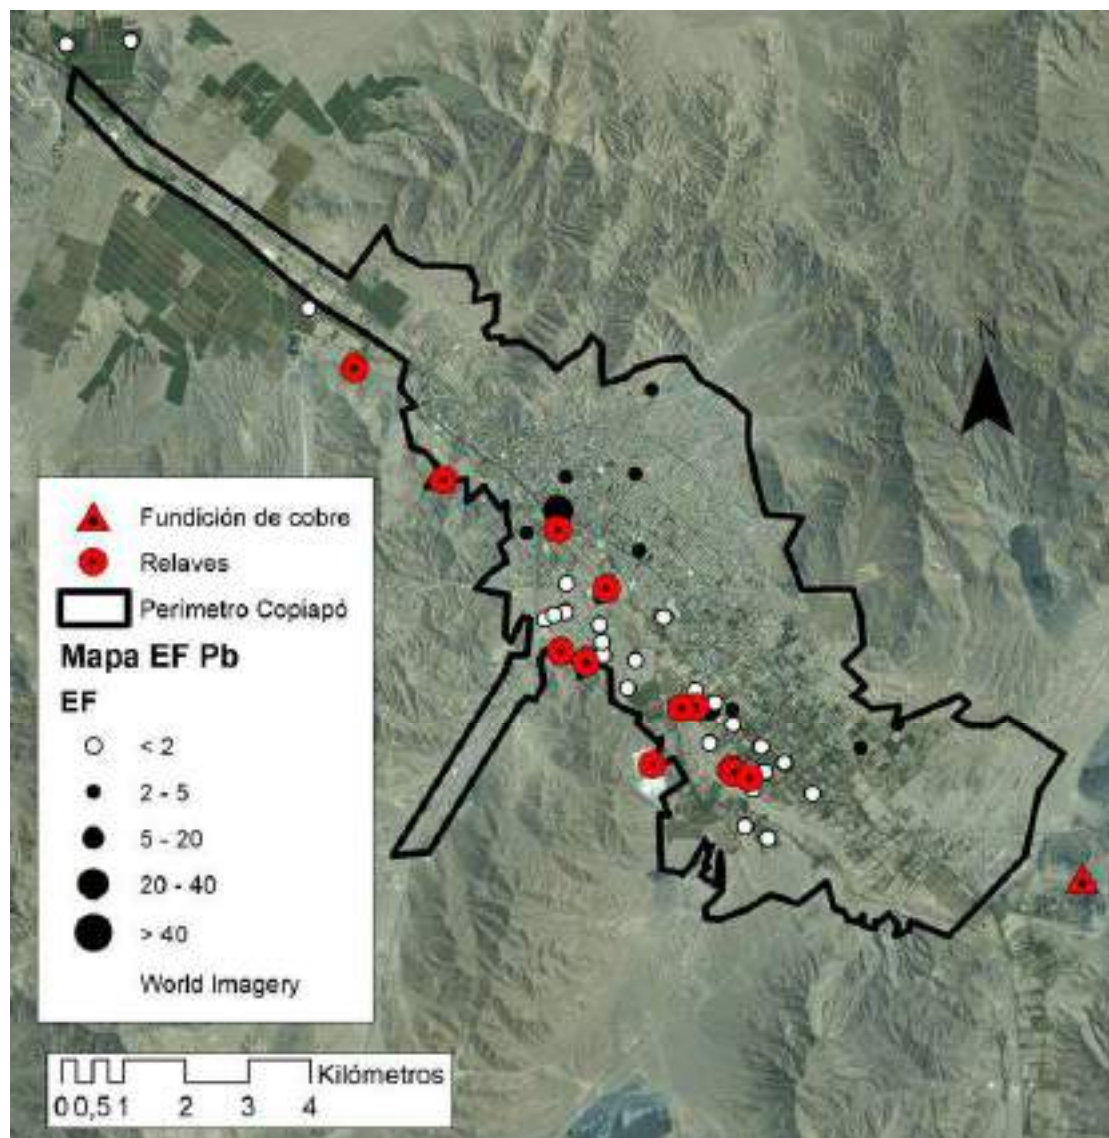 N
Fundición de cobre
Relaves
Perimetro Copiapó
Mapa EF Pb
EF
< 2
2 - 5
5 - 20
20 - 40
> 40
World Imagery
Kilómetros
0 0,5 1 2 3 4